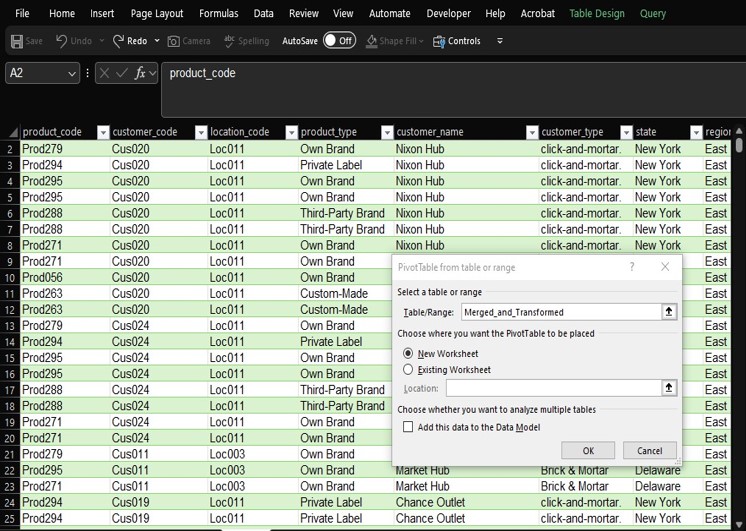 File Home Insert Page Layout Formulas Data Review View Automate Developer Help Acrobat Table Design Query
Save Undo Redo Camera abc Spelling AutoSave Off Shape Fill Controls
A2 fx product_code
product_code customer_code location_code product_type customer_name customer_type state region
2 Prod279 Cus020 Loc011 Own Brand Nixon Hub click-and-mortar. New York East
3 Prod294 Cus020 Loc011 Private Label Nixon Hub click-and-mortar. New York East
4 Prod295 Cus020 Loc011 Own Brand Nixon Hub click-and-mortar. New York East
5 Prod295 Cus020 Loc011 Own Brand Nixon Hub click-and-mortar. New York East
6 Prod288 Cus020 Loc011 Third-Party Brand Nixon Hub click-and-mortar. New York East
7 Prod288 Cus020 Loc011 Third-Party Brand Nixon Hub click-and-mortar. New York East
8 Prod271 Cus020 Loc011 Own Brand Nixon Hub click-and-mortar. New York East
9 Prod271 Cus020 Loc011 Own Brand East
10 Prod056 Cus020 Loc011 Own Brand East
11 Prod263 Cus020 Loc011 Custom-Made East
12 Prod263 Cus020 Loc011 Custom-Made East
13 Prod279 Cus024 Loc011 Own Brand East
14 Prod294 Cus024 Loc011 Private Label East
15 Prod295 Cus024 Loc011 Own Brand East
16 Prod295 Cus024 Loc011 Own Brand East
17 Prod288 Cus024 Loc011 Third-Party Brand East
18 Prod288 Cus024 Loc011 Third-Party Brand East
19 Prod271 Cus024 Loc011 Own Brand East
20 Prod271 Cus024 Loc011 Own Brand East
21 Prod279 Cus011 Loc003 Own Brand East
22 Prod295 Cus011 Loc003 Own Brand Market Hub Brick & Mortar Delaware East
23 Prod271 Cus011 Loc003 Own Brand Market Hub Brick & Mortar Delaware East
24 Prod294 Cus019 Loc011 Private Label Chance Outlet click-and-mortar. New York East
25 Prod294 Cus019 Loc011 Private Label Chance Outlet click-and-mortar. New York East
PivotTable from table or range ?
Select a table or range
Table/Range: Merged_and_Transformed
Choose where you want the PivotTable to be placed
New Worksheet
Existing Worksheet
Location:
Choose whether you want to analyze multiple tables
Add this data to the Data Model
OK Cancel